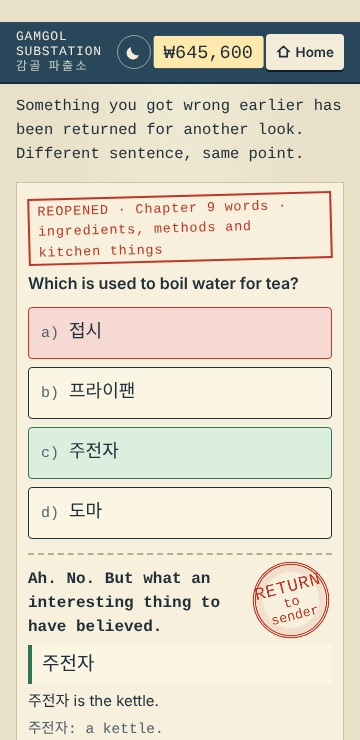 GAMGOL
SUBSTATION
감골 파출소
₩645,600
Home
Something you got wrong earlier has
been returned for another look.
Different sentence, same point.
REOPENED · Chapter 9 words ·
ingredients, methods and
kitchen things
Which is used to boil water for tea?
a) 접시
b) 프라이팬
c) 주전자
d) 도마
Ah. No. But what an
interesting thing to
have believed.
RETURN
to
sender
주전자
주전자 is the kettle.
주전자: a kettle.